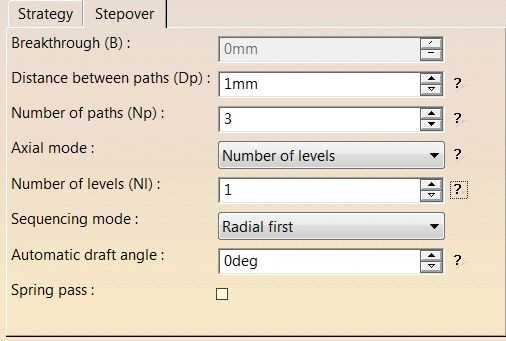 Strategy Stepover
Breakthrough (B) : 0mm
Distance between paths (Dp) : 1mm ?
Number of paths (Np) : 3 ?
Axial mode : Number of levels ?
Number of levels (Nl) : 1 ?
Sequencing mode : Radial first
Automatic draft angle : 0deg ?
Spring pass :